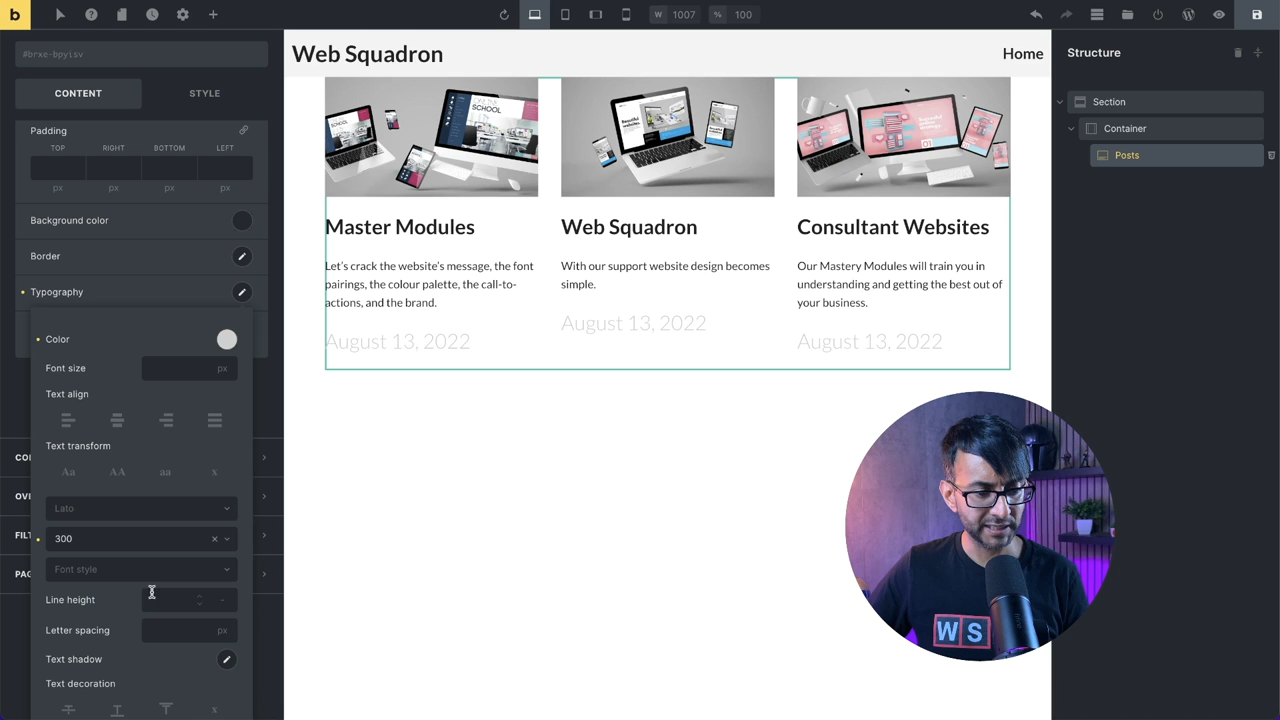 b
W 1007 % 100
#brxe-bpyisv
CONTENT STYLE
Padding
TOP RIGHT BOTTOM LEFT
px px px px
Background color
Border
Typography
Color
Font size px
Text align
Text transform
Aa AA aa x
Lato
300
Font style
Line height -
Letter spacing px
Text shadow
Text decoration
x
Web Squadron Home
SCHOOL
Master Modules
Let's crack the website's message, the font
pairings, the colour palette, the call-to-
actions, and the brand.
August 13, 2022
Web Squadron
With our support website design becomes
simple.
August 13, 2022
01
Consultant Websites
Our Mastery Modules will train you in
understanding and getting the best out of
your business.
August 13, 2022
WS
Structure
Section
Container
Posts